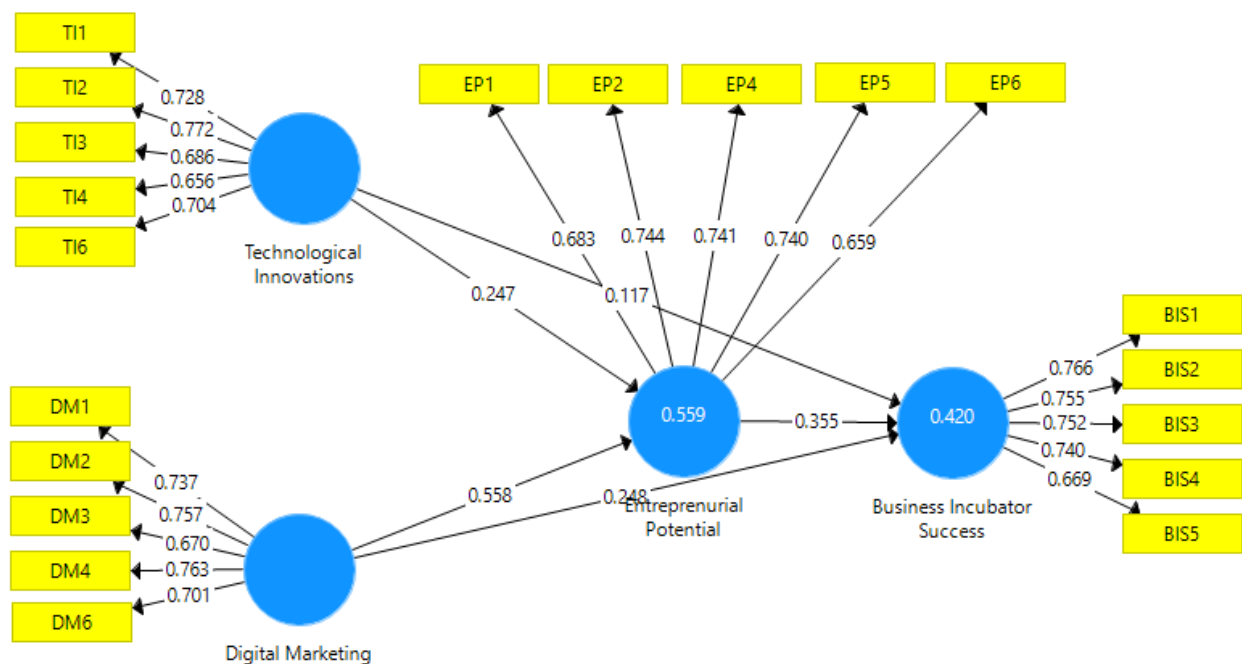 TI1
TI2
TI3
TI4
TI6
0.728
0.772
0.686
0.656
0.704
Technological
Innovations
EP1
EP2
EP4
EP5
EP6
0.683
0.744
0.741
0.740
0.659
0.247
0.117
DM1
DM2
DM3
DM4
DM6
0.737
0.757
0.670
0.763
0.701
Digital Marketing
0.558
0.248
0.559
Entreprenurial
Potential
0.355
0.420
Business Incubator
Success
0.766
0.755
0.752
0.740
0.669
BIS1
BIS2
BIS3
BIS4
BIS5